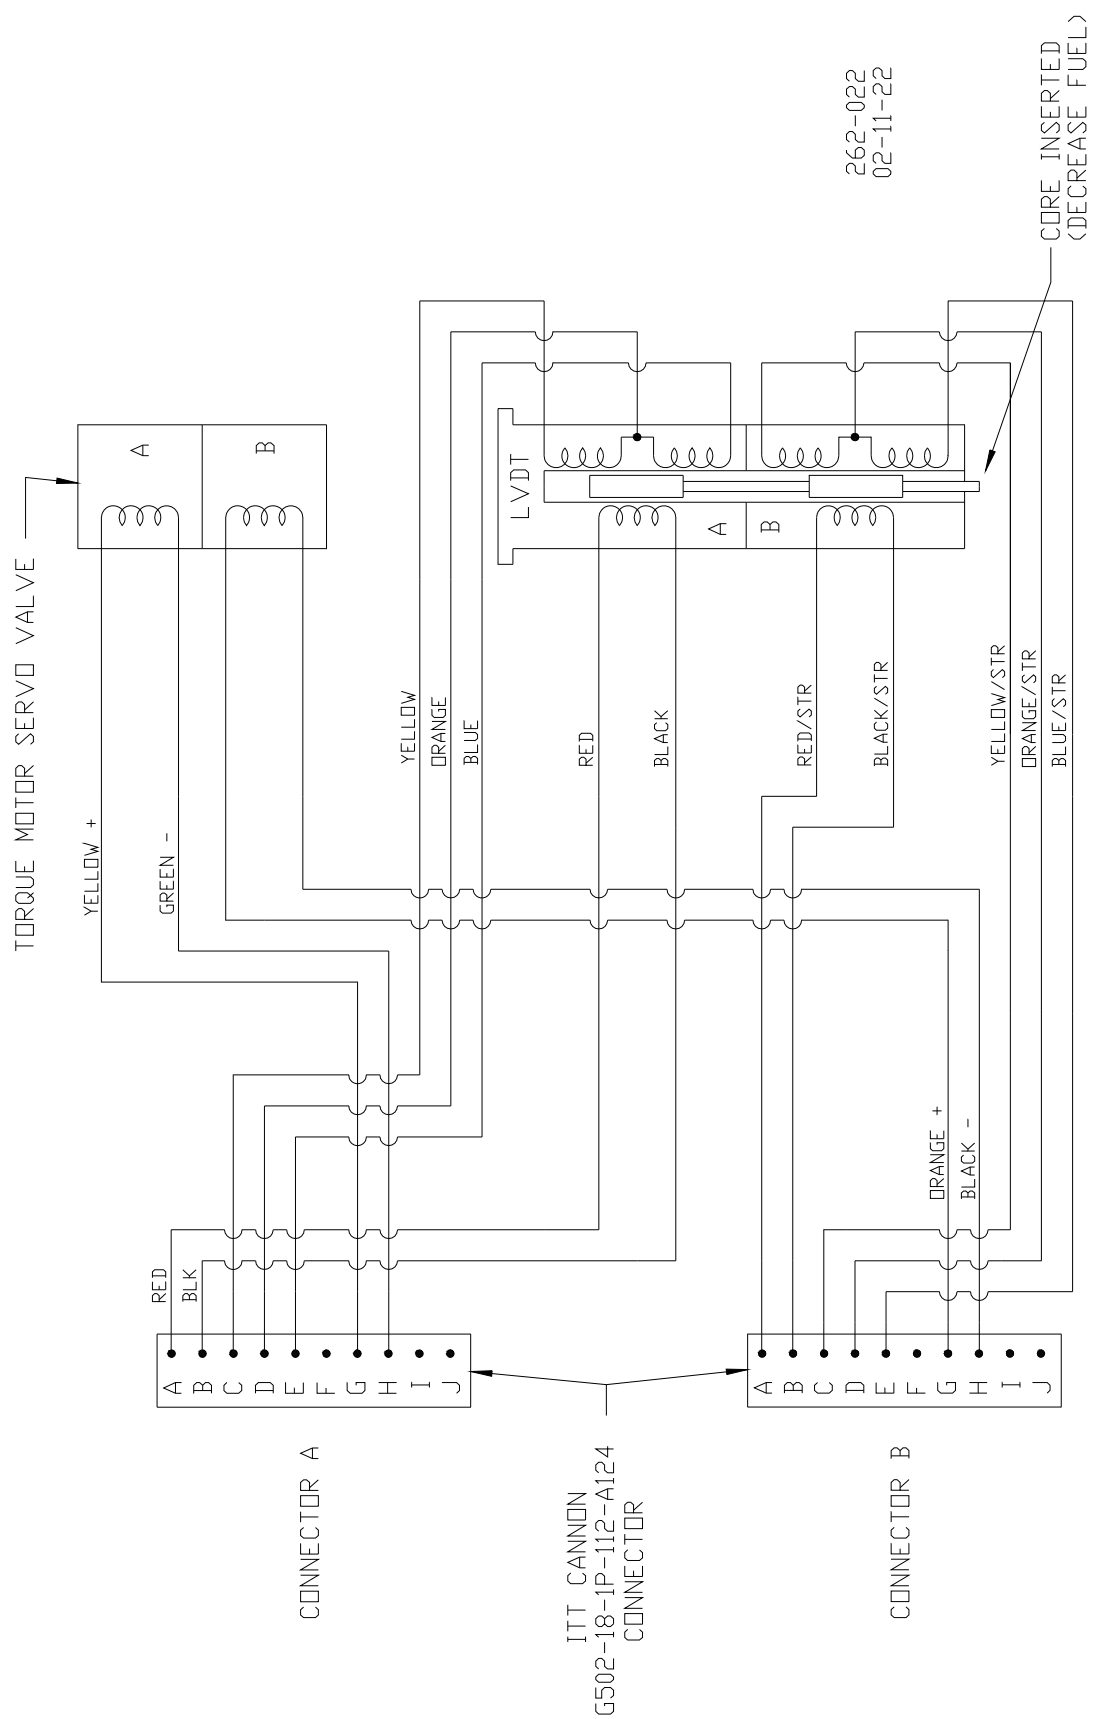 TORQUE MOTOR SERVO VALVE
A
B
YELLOW +
GREEN -
LVDT
A
B
YELLOW
ORANGE
BLUE
RED
BLACK
RED/STR
BLACK/STR
YELLOW/STR
ORANGE/STR
BLUE/STR
ORANGE +
BLACK -
RED
BLK
A
B
C
D
E
F
G
H
I
J
CONNECTOR A
A
B
C
D
E
F
G
H
I
J
CONNECTOR B
ITT CANNON
G502-18-1P-112-A124
CONNECTOR
262-022
02-11-22
CORE INSERTED
(DECREASE FUEL)